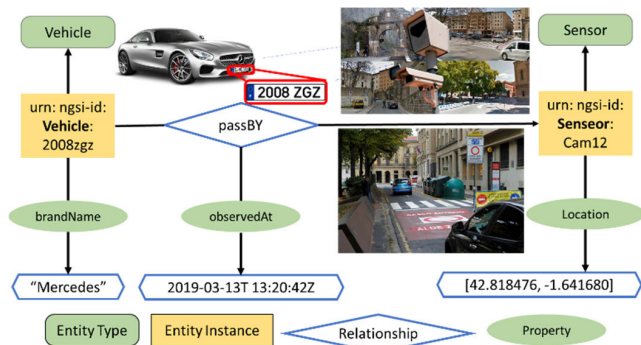 Vehicle
Sensor
2008 ZGZ
urn: ngsi-id:
Vehicle:
2008zgz
passBY
urn: ngsi-id:
Senseor:
Cam12
brandName
observedAt
Location
"Mercedes"
2019-03-13T 13:20:42Z
[42.818476, -1.641680]
Entity Type
Entity Instance
Relationship
Property